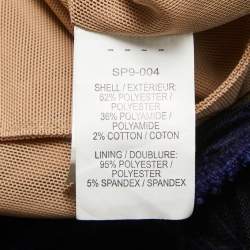 SP9-004
SHELL / EXTÉRIEUR:
62% POLYESTER /
POLYESTER
36% POLYAMIDE /
POLYAMIDE
2% COTTON / COTON
LINING / DOUBLURE:
95% POLYESTER /
POLYESTER
5% SPANDEX / SPANDEX